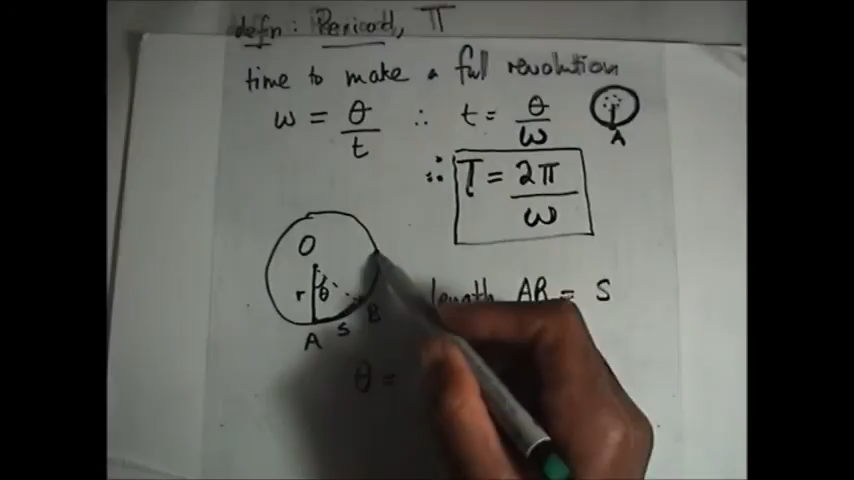 defn: Period, T
time to make a full revolution
ω = θ/t ∴ t = θ/ω
A
∴ T = 2π/ω
O
r θ
A S B
length AB = S
θ =